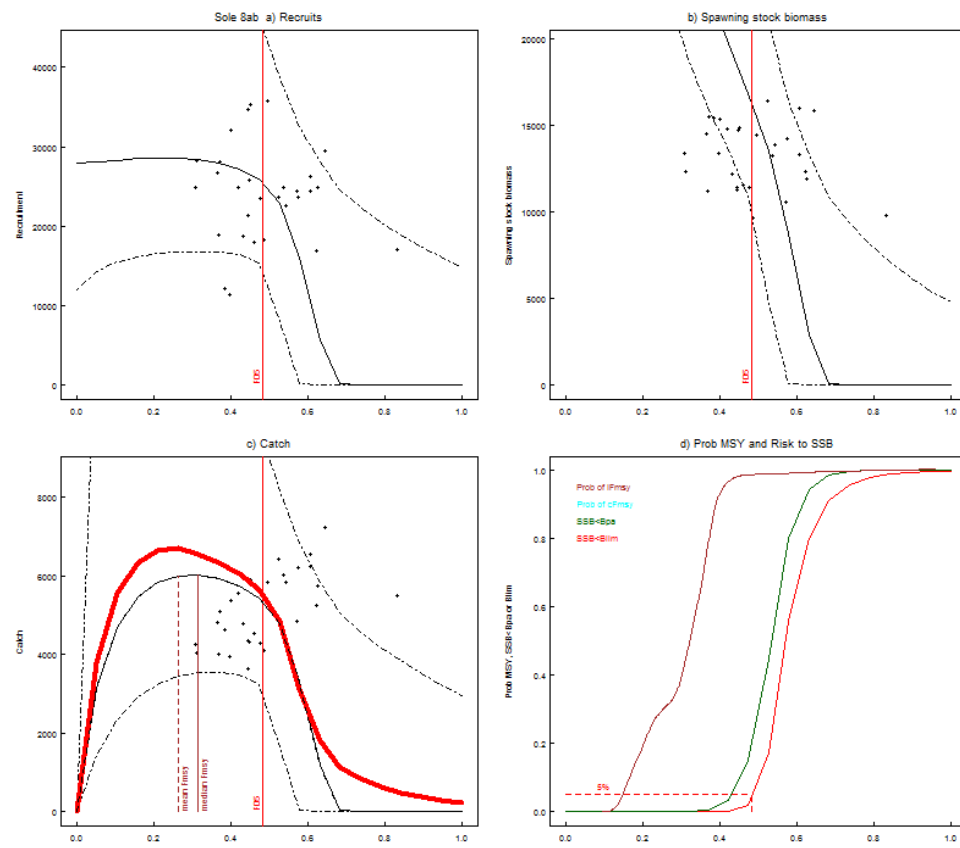 Sole 8ab a) Recruits
40000
30000
20000
10000
0
Recruitment
F05
0.0 0.2 0.4 0.6 0.8 1.0
b) Spawning stock biomass
20000
15000
10000
5000
0
Spawning stock biomass
F05
0.0 0.2 0.4 0.6 0.8 1.0
c) Catch
8000
6000
4000
2000
0
Catch
mean Fmsy
median Fmsy
F05
0.0 0.2 0.4 0.6 0.8 1.0
d) Prob MSY and Risk to SSB
1.0
0.8
0.6
0.4
0.2
0.0
Prob MSY, SSB<Bpa or Blim
Prob of lFmsy
Prob of cFmsy
SSB<Bpa
SSB<Blim
5%
0.0 0.2 0.4 0.6 0.8 1.0